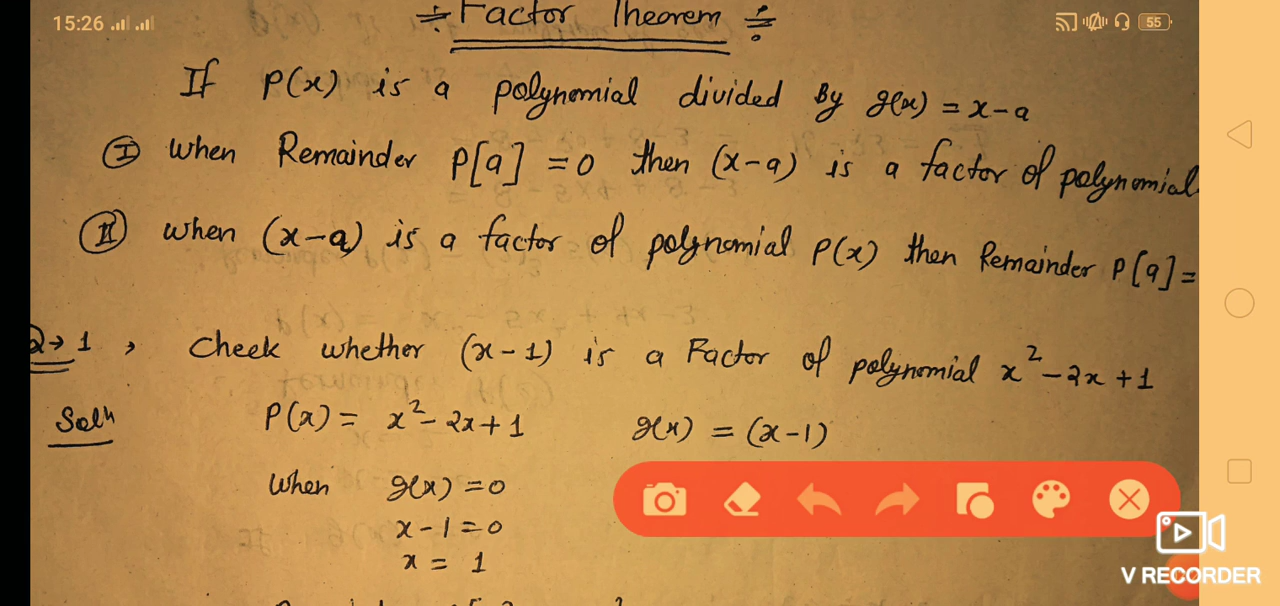 15:26
55
÷ Factor Theorem ÷
If P(x) is a polynomial divided By g(x) = x-a
I when Remainder P[a] = 0 then (x-a) is a factor of polynomial
II when (x-a) is a factor of polynomial P(x) then Remainder P[a] =
Q→1, Cheek whether (x-1) is a Factor of polynomial x²-2x+1
Solh P(x) = x²-2x+1 g(x) = (x-1)
when g(x) = 0
x-1=0
x = 1
V RECORDER